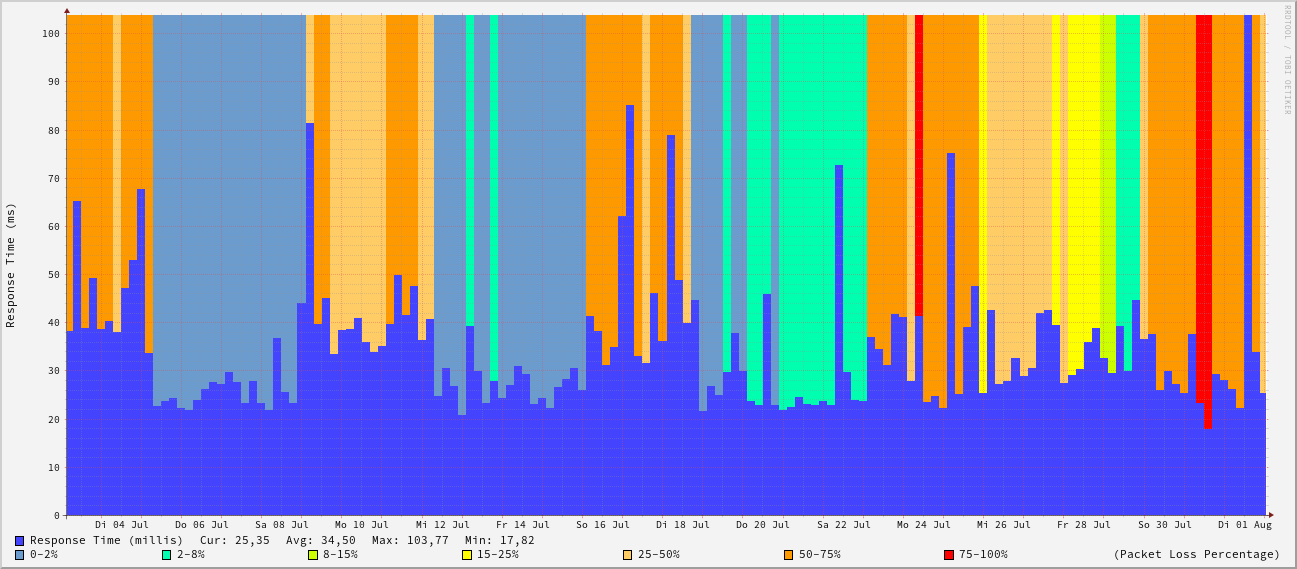 RRDTOOL / TOBI OETIKER
Response Time (ms)
100
90
80
70
60
50
40
30
20
10
0
Di 04 Jul Do 06 Jul Sa 08 Jul Mo 10 Jul Mi 12 Jul Fr 14 Jul So 16 Jul Di 18 Jul Do 20 Jul Sa 22 Jul Mo 24 Jul Mi 26 Jul Fr 28 Jul So 30 Jul Di 01 Aug
Response Time (millis) Cur: 25,35 Avg: 34,50 Max: 103,77 Min: 17,82
0-2% 2-8% 8-15% 15-25% 25-50% 50-75% 75-100% (Packet Loss Percentage)